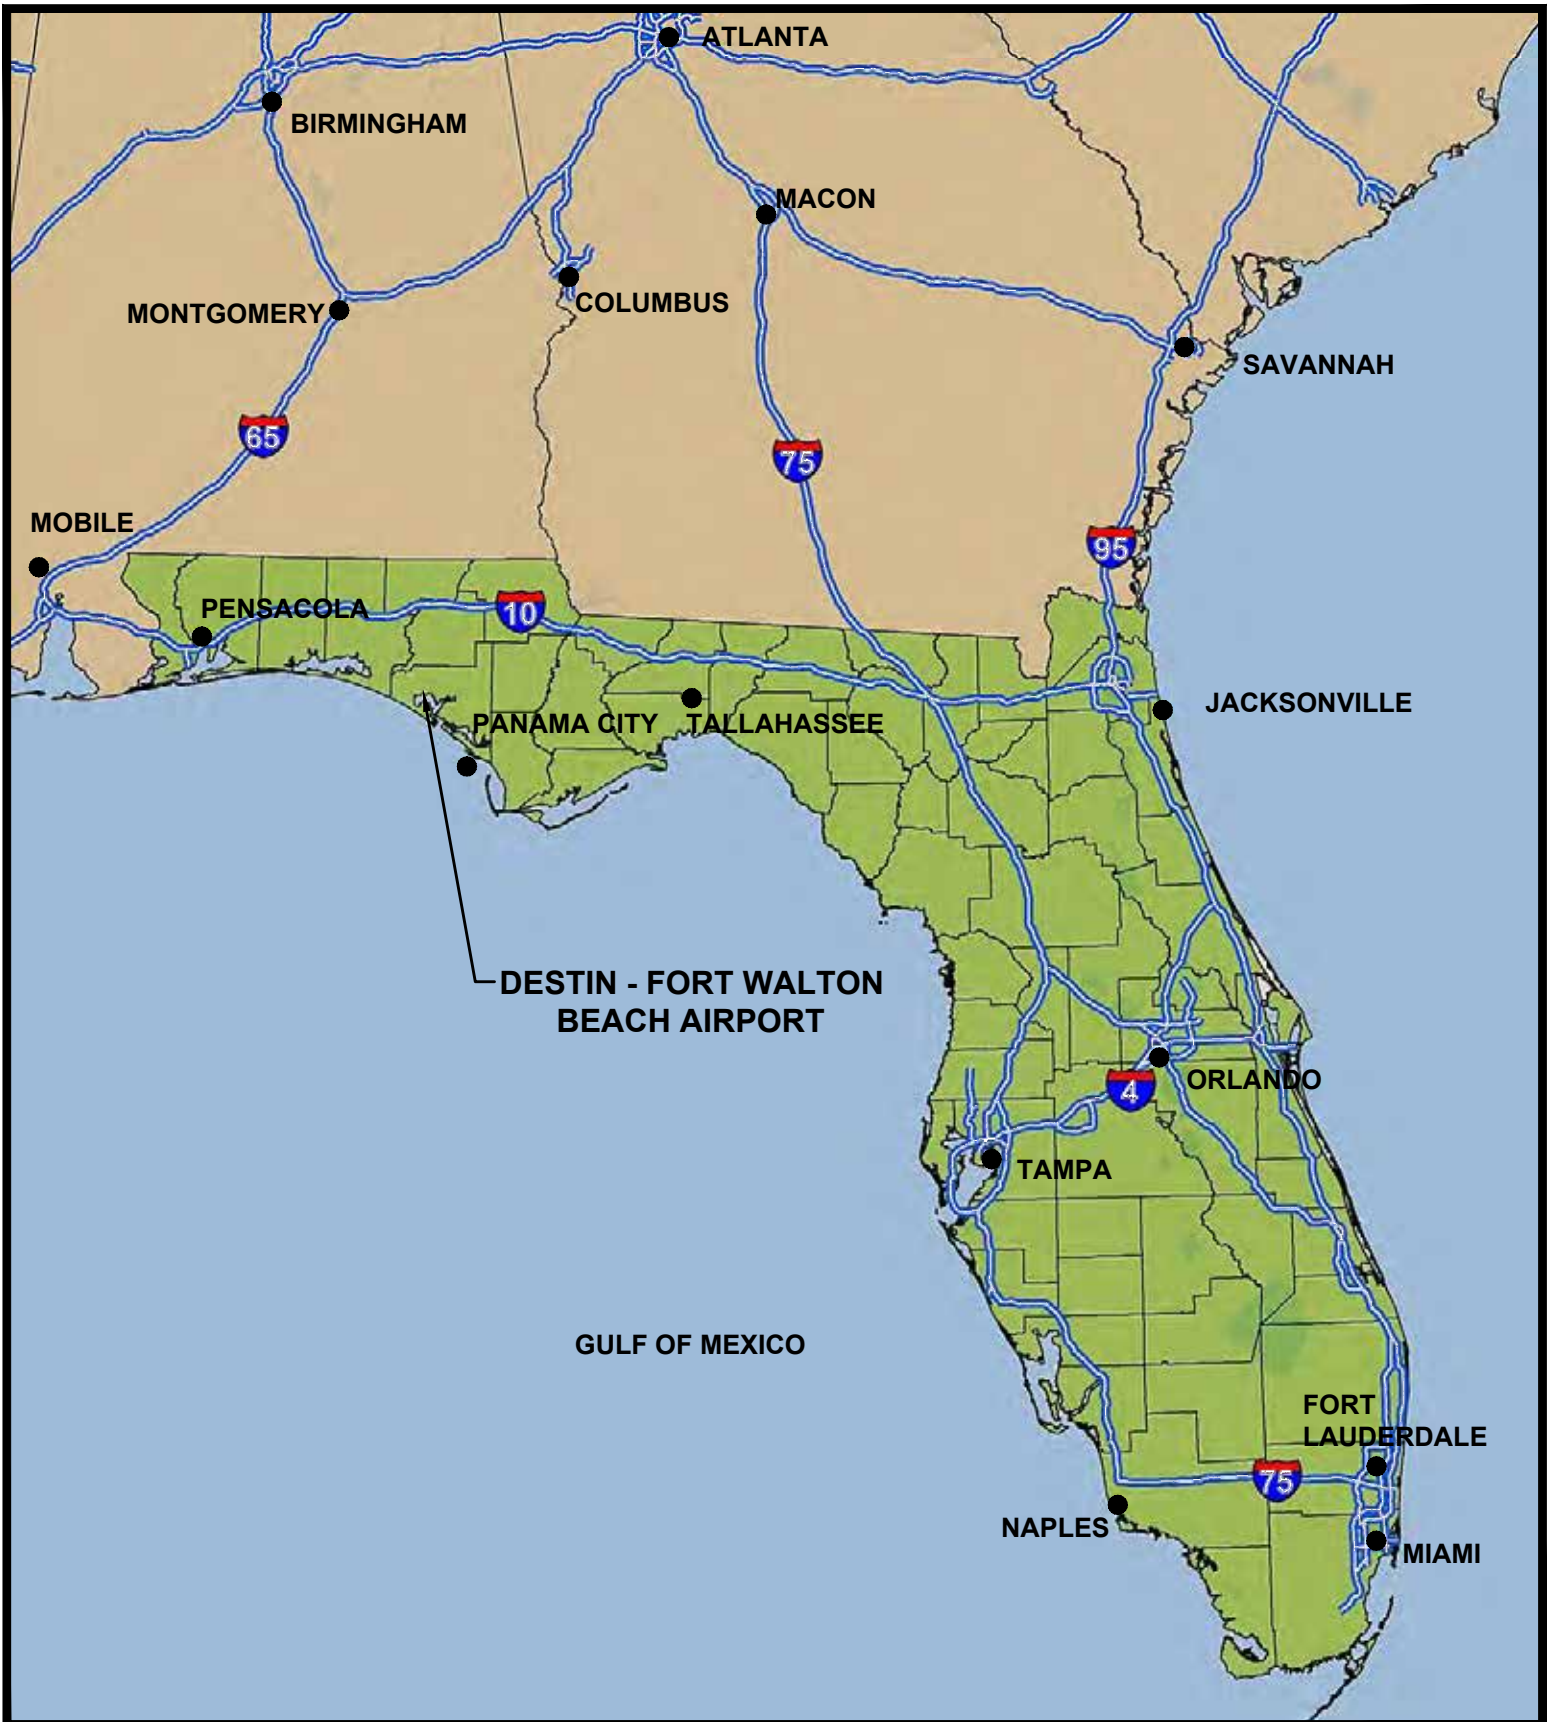 ATLANTA
BIRMINGHAM
MACON
COLUMBUS
MONTGOMERY
SAVANNAH
65
75
MOBILE
95
PENSACOLA
10
JACKSONVILLE
PANAMA CITY
TALLAHASSEE
DESTIN - FORT WALTON
BEACH AIRPORT
ORLANDO
4
TAMPA
GULF OF MEXICO
FORT
LAUDERDALE
75
NAPLES
MIAMI